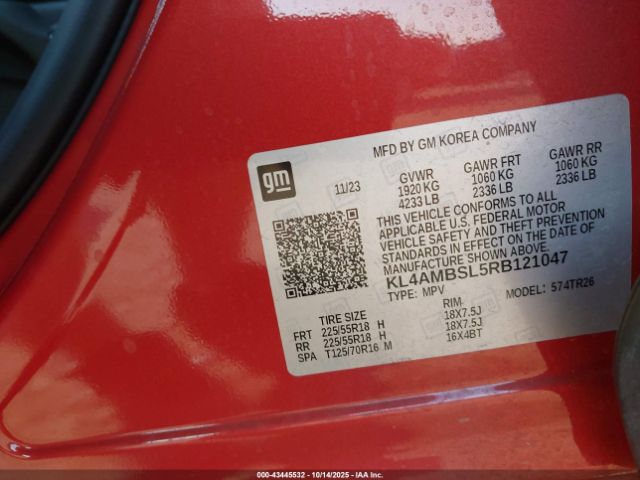 MFD BY GM KOREA COMPANY
gm
11/23
GVWR GAWR FRT GAWR RR
1920 KG 1060 KG 1060 KG
4233 LB 2336 LB 2336 LB
THIS VEHICLE CONFORMS TO ALL
APPLICABLE U.S. FEDERAL MOTOR
VEHICLE SAFETY AND THEFT PREVENTION
STANDARDS IN EFFECT ON THE DATE OF
MANUFACTURE SHOWN ABOVE.
KL4AMBSL5RB121047
TYPE: MPV MODEL: 574TR26
TIRE SIZE RIM
FRT 225/55R18 H 18X7.5J
RR 225/55R18 H 18X7.5J
SPA T125/70R16 M 16X4BT
000-43445532 - 10/14/2025 - IAA Inc.